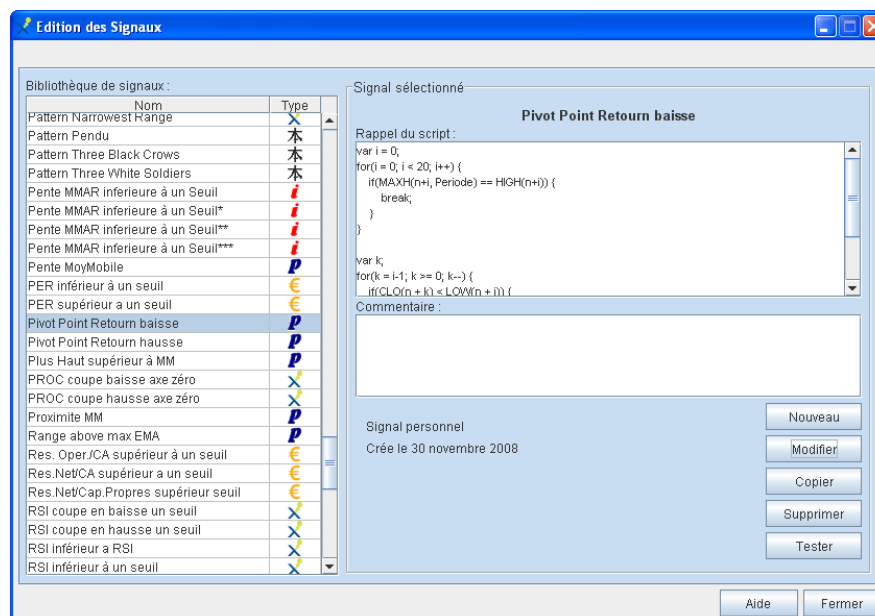 Edition des Signaux
Bibliothèque de signaux :
Nom Type
Pattern Narrowest Range
Pattern Pendu 本
Pattern Three Black Crows 本
Pattern Three White Soldiers 本
Pente MMAR inferieure à un Seuil i
Pente MMAR inferieure à un Seuil* i
Pente MMAR inferieure à un Seuil** i
Pente MMAR inferieure à un Seuil*** i
Pente MoyMobile p
PER inférieur à un seuil €
PER supérieur a un seuil €
Pivot Point Retourn baisse p
Pivot Point Retourn hausse p
Plus Haut supérieur à MM p
PROC coupe baisse axe zéro
PROC coupe hausse axe zéro
Proximite MM p
Range above max EMA p
Res. Oper./CA supérieur à un seuil €
Res.Net/CA supérieur a un seuil €
Res.Net/Cap.Propres supérieur seuil €
RSI coupe en baisse un seuil
RSI coupe en hausse un seuil
RSI inférieur a RSI
RSI inférieur à un seuil
Signal sélectionné
Pivot Point Retourn baisse
Rappel du script :
var i = 0;
for(i = 0; i < 20; i++) {
if(MAXH(n+i, Periode) == HIGH(n+i)) {
break;
}
}
var k;
for(k = i-1; k >= 0; k--) {
if(CLO(n + k) < LOW(n + i)) {
Commentaire :
Signal personnel
Crée le 30 novembre 2008
Nouveau
Modifier
Copier
Supprimer
Tester
Aide
Fermer